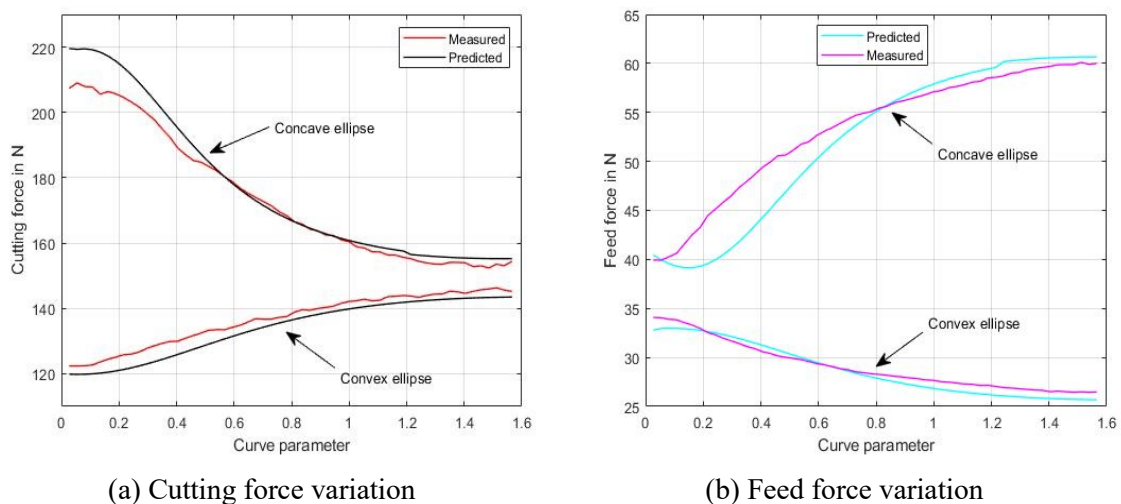 220
200
180
160
140
120
0
0.2
0.4
0.6
0.8
1
1.2
1.4
1.6
Cutting force in N
Curve parameter
Measured
Predicted
Concave ellipse
Convex ellipse
(a) Cutting force variation
65
60
55
50
45
40
35
30
25
0
0.2
0.4
0.6
0.8
1
1.2
1.4
1.6
Feed force in N
Curve parameter
Predicted
Measured
Concave ellipse
Convex ellipse
(b) Feed force variation